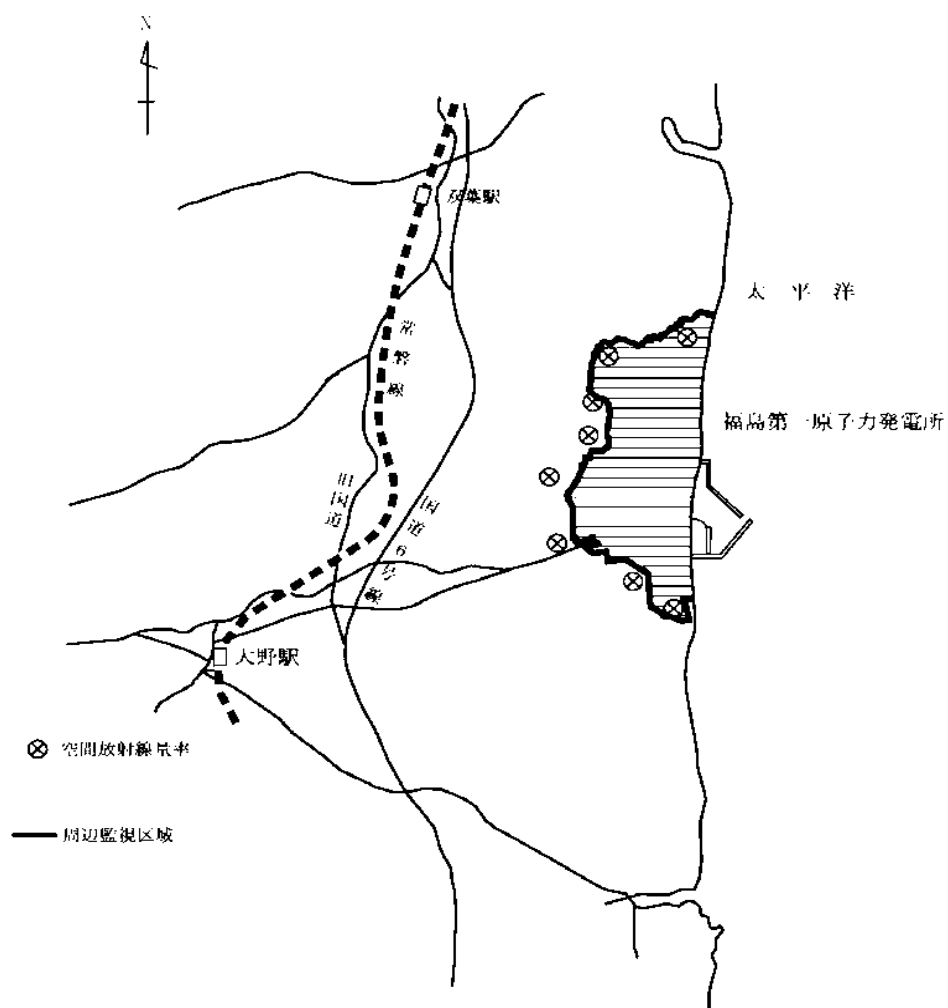 N
双葉駅
太 平 洋
常磐線
福島第一原子力発電所
旧国道
国道6号線
大野駅
空間放射線量率
周辺監視区域